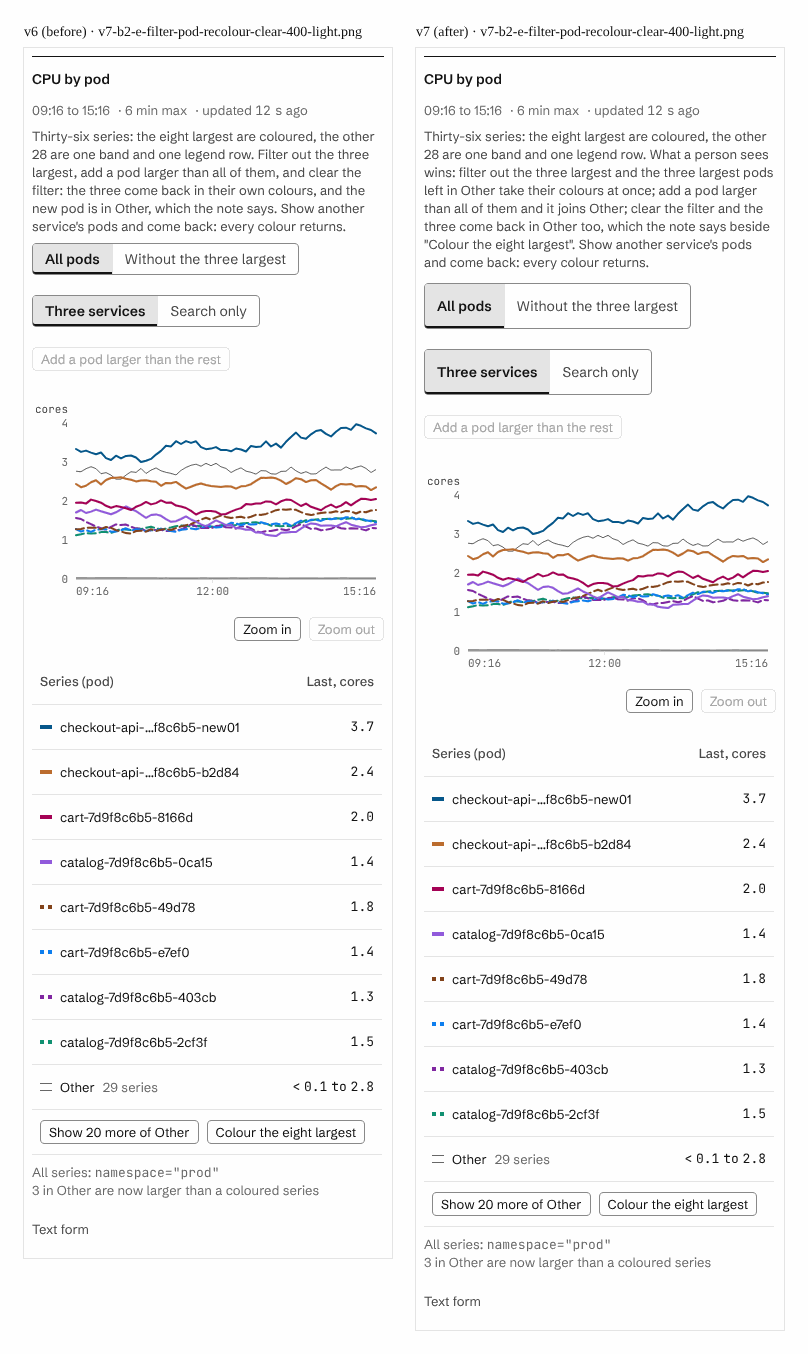 v6 (before) · v7-b2-e-filter-pod-recolour-clear-400-light.png
CPU by pod
09:16 to 15:16 · 6 min max · updated 12 s ago
Thirty-six series: the eight largest are coloured, the other
28 are one band and one legend row. Filter out the three
largest, add a pod larger than all of them, and clear the
filter: the three come back in their own colours, and the
new pod is in Other, which the note says. Show another
service's pods and come back: every colour returns.
All pods
Without the three largest
Three services
Search only
Add a pod larger than the rest
cores
4
3
2
1
0
09:16
12:00
15:16
Zoom in
Zoom out
Series (pod)
Last, cores
checkout-api-...f8c6b5-new01 3.7
checkout-api-...f8c6b5-b2d84 2.4
cart-7d9f8c6b5-8166d 2.0
catalog-7d9f8c6b5-0ca15 1.4
cart-7d9f8c6b5-49d78 1.8
cart-7d9f8c6b5-e7ef0 1.4
catalog-7d9f8c6b5-403cb 1.3
catalog-7d9f8c6b5-2cf3f 1.5
Other 29 series < 0.1 to 2.8
Show 20 more of Other
Colour the eight largest
All series: namespace="prod"
3 in Other are now larger than a coloured series
Text form
v7 (after) · v7-b2-e-filter-pod-recolour-clear-400-light.png
CPU by pod
09:16 to 15:16 · 6 min max · updated 12 s ago
Thirty-six series: the eight largest are coloured, the other
28 are one band and one legend row. What a person sees
wins: filter out the three largest and the three largest pods
left in Other take their colours at once; add a pod larger
than all of them and it joins Other; clear the filter and the
three come back in Other too, which the note says beside
"Colour the eight largest". Show another service's pods
and come back: every colour returns.
All pods
Without the three largest
Three services
Search only
Add a pod larger than the rest
cores
4
3
2
1
0
09:16
12:00
15:16
Zoom in
Zoom out
Series (pod)
Last, cores
checkout-api-...f8c6b5-new01 3.7
checkout-api-...f8c6b5-b2d84 2.4
cart-7d9f8c6b5-8166d 2.0
catalog-7d9f8c6b5-0ca15 1.4
cart-7d9f8c6b5-49d78 1.8
cart-7d9f8c6b5-e7ef0 1.4
catalog-7d9f8c6b5-403cb 1.3
catalog-7d9f8c6b5-2cf3f 1.5
Other 29 series < 0.1 to 2.8
Show 20 more of Other
Colour the eight largest
All series: namespace="prod"
3 in Other are now larger than a coloured series
Text form